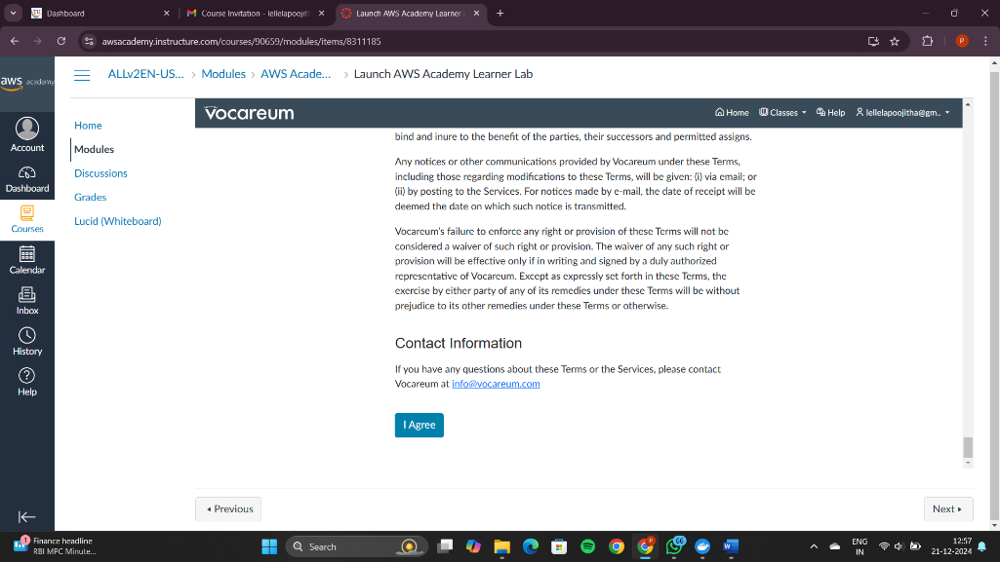 Dashboard
Course Invitation - lellelapoojith
Launch AWS Academy Learner
awsacademy.instructure.com/courses/90659/modules/items/8311185
P
aws academy
ALLv2EN-US... > Modules > AWS Acade... > Launch AWS Academy Learner Lab
Account
Dashboard
Courses
Calendar
Inbox
History
Help
Home
Modules
Discussions
Grades
Lucid (Whiteboard)
Vocareum
Home
Classes
Help
lellelapoojitha@gm..
bind and inure to the benefit of the parties, their successors and permitted assigns.
Any notices or other communications provided by Vocareum under these Terms,
including those regarding modifications to these Terms, will be given: (i) via email; or
(ii) by posting to the Services. For notices made by e-mail, the date of receipt will be
deemed the date on which such notice is transmitted.
Vocareum's failure to enforce any right or provision of these Terms will not be
considered a waiver of such right or provision. The waiver of any such right or
provision will be effective only if in writing and signed by a duly authorized
representative of Vocareum. Except as expressly set forth in these Terms, the
exercise by either party of any of its remedies under these Terms will be without
prejudice to its other remedies under these Terms or otherwise.
Contact Information
If you have any questions about these Terms or the Services, please contact
Vocareum at info@vocareum.com
I Agree
◂ Previous
Next ▸
1
Finance headline
RBI MPC Minute...
Search
P
66
W
ENG
IN
12:57
21-12-2024